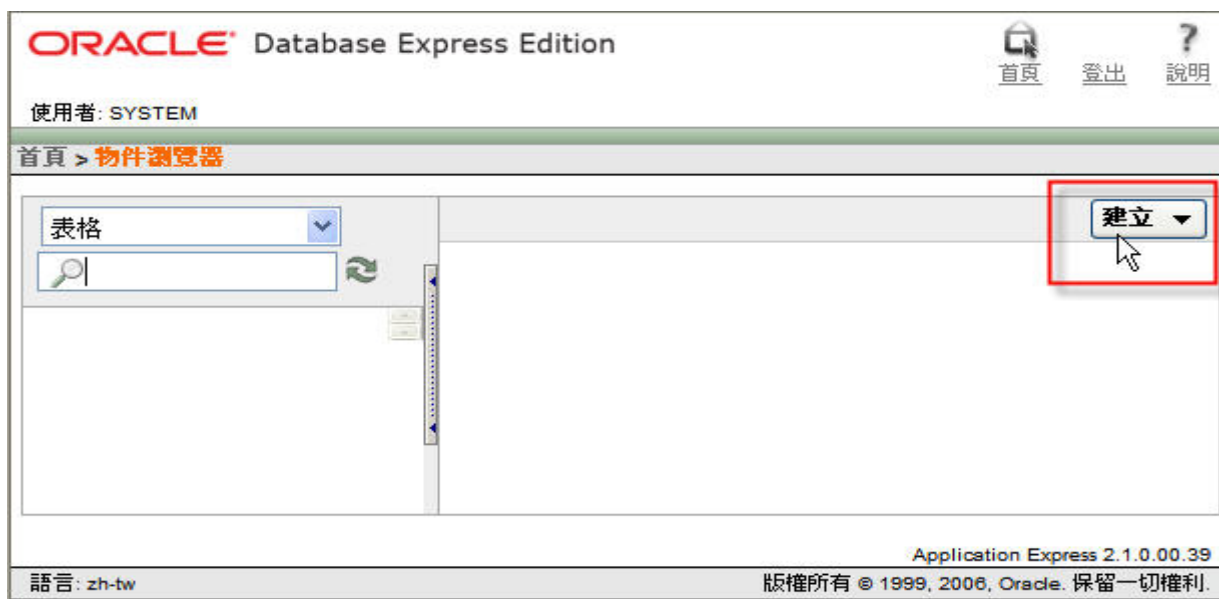 ORACLE Database Express Edition
首頁 登出 說明
使用者: SYSTEM
首頁 > 物件瀏覽器
表格
建立
Application Express 2.1.0.00.39
語言: zh-tw
版權所有 © 1999, 2006, Oracle. 保留一切權利.